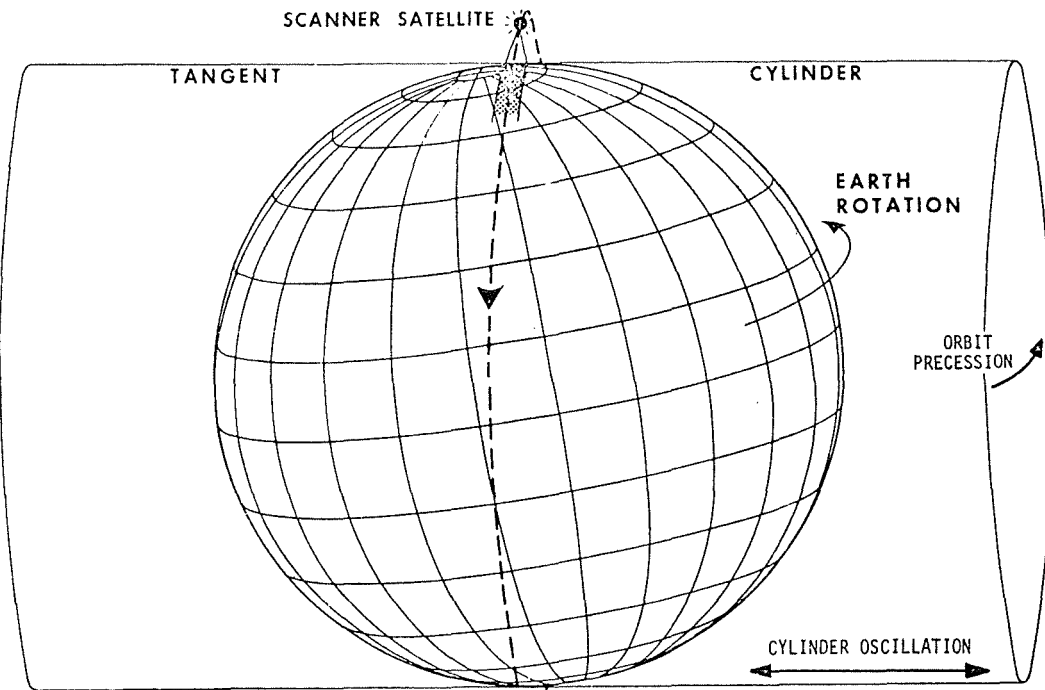 SCANNER SATELLITE
TANGENT
CYLINDER
EARTH
ROTATION
ORBIT
PRECESSION
CYLINDER OSCILLATION